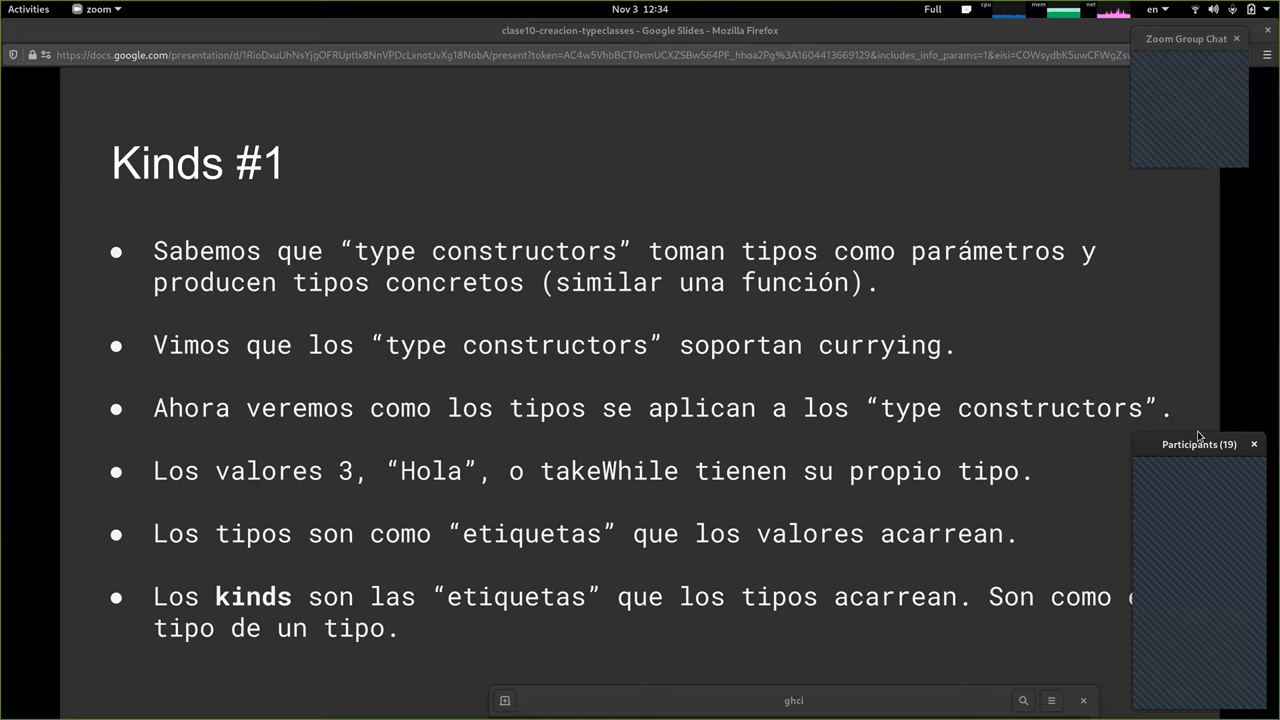 Activities
zoom
Nov 3 12:34
Full
cpu
mem
net
en
clase10-creacion-typeclasses - Google Slides - Mozilla Firefox
Zoom Group Chat
Kinds #1
● Sabemos que “type constructors” toman tipos como parámetros y
producen tipos concretos (similar una función).
● Vimos que los “type constructors” soportan currying.
● Ahora veremos como los tipos se aplican a los “type constructors”.
Participants (19)
● Los valores 3, “Hola”, o takeWhile tienen su propio tipo.
● Los tipos son como “etiquetas” que los valores acarrean.
● Los kinds son las “etiquetas” que los tipos acarrean. Son como
tipo de un tipo.
ghci